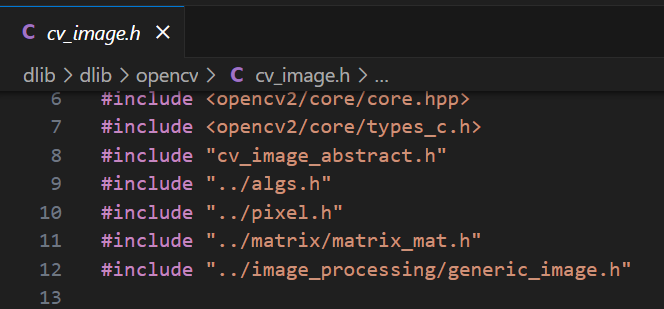 C cv_image.h ×
dlib > dlib > opencv > C cv_image.h > ...
6 #include <opencv2/core/core.hpp>
7 #include <opencv2/core/types_c.h>
8 #include "cv_image_abstract.h"
9 #include "../algs.h"
10 #include "../pixel.h"
11 #include "../matrix/matrix_mat.h"
12 #include "../image_processing/generic_image.h"
13